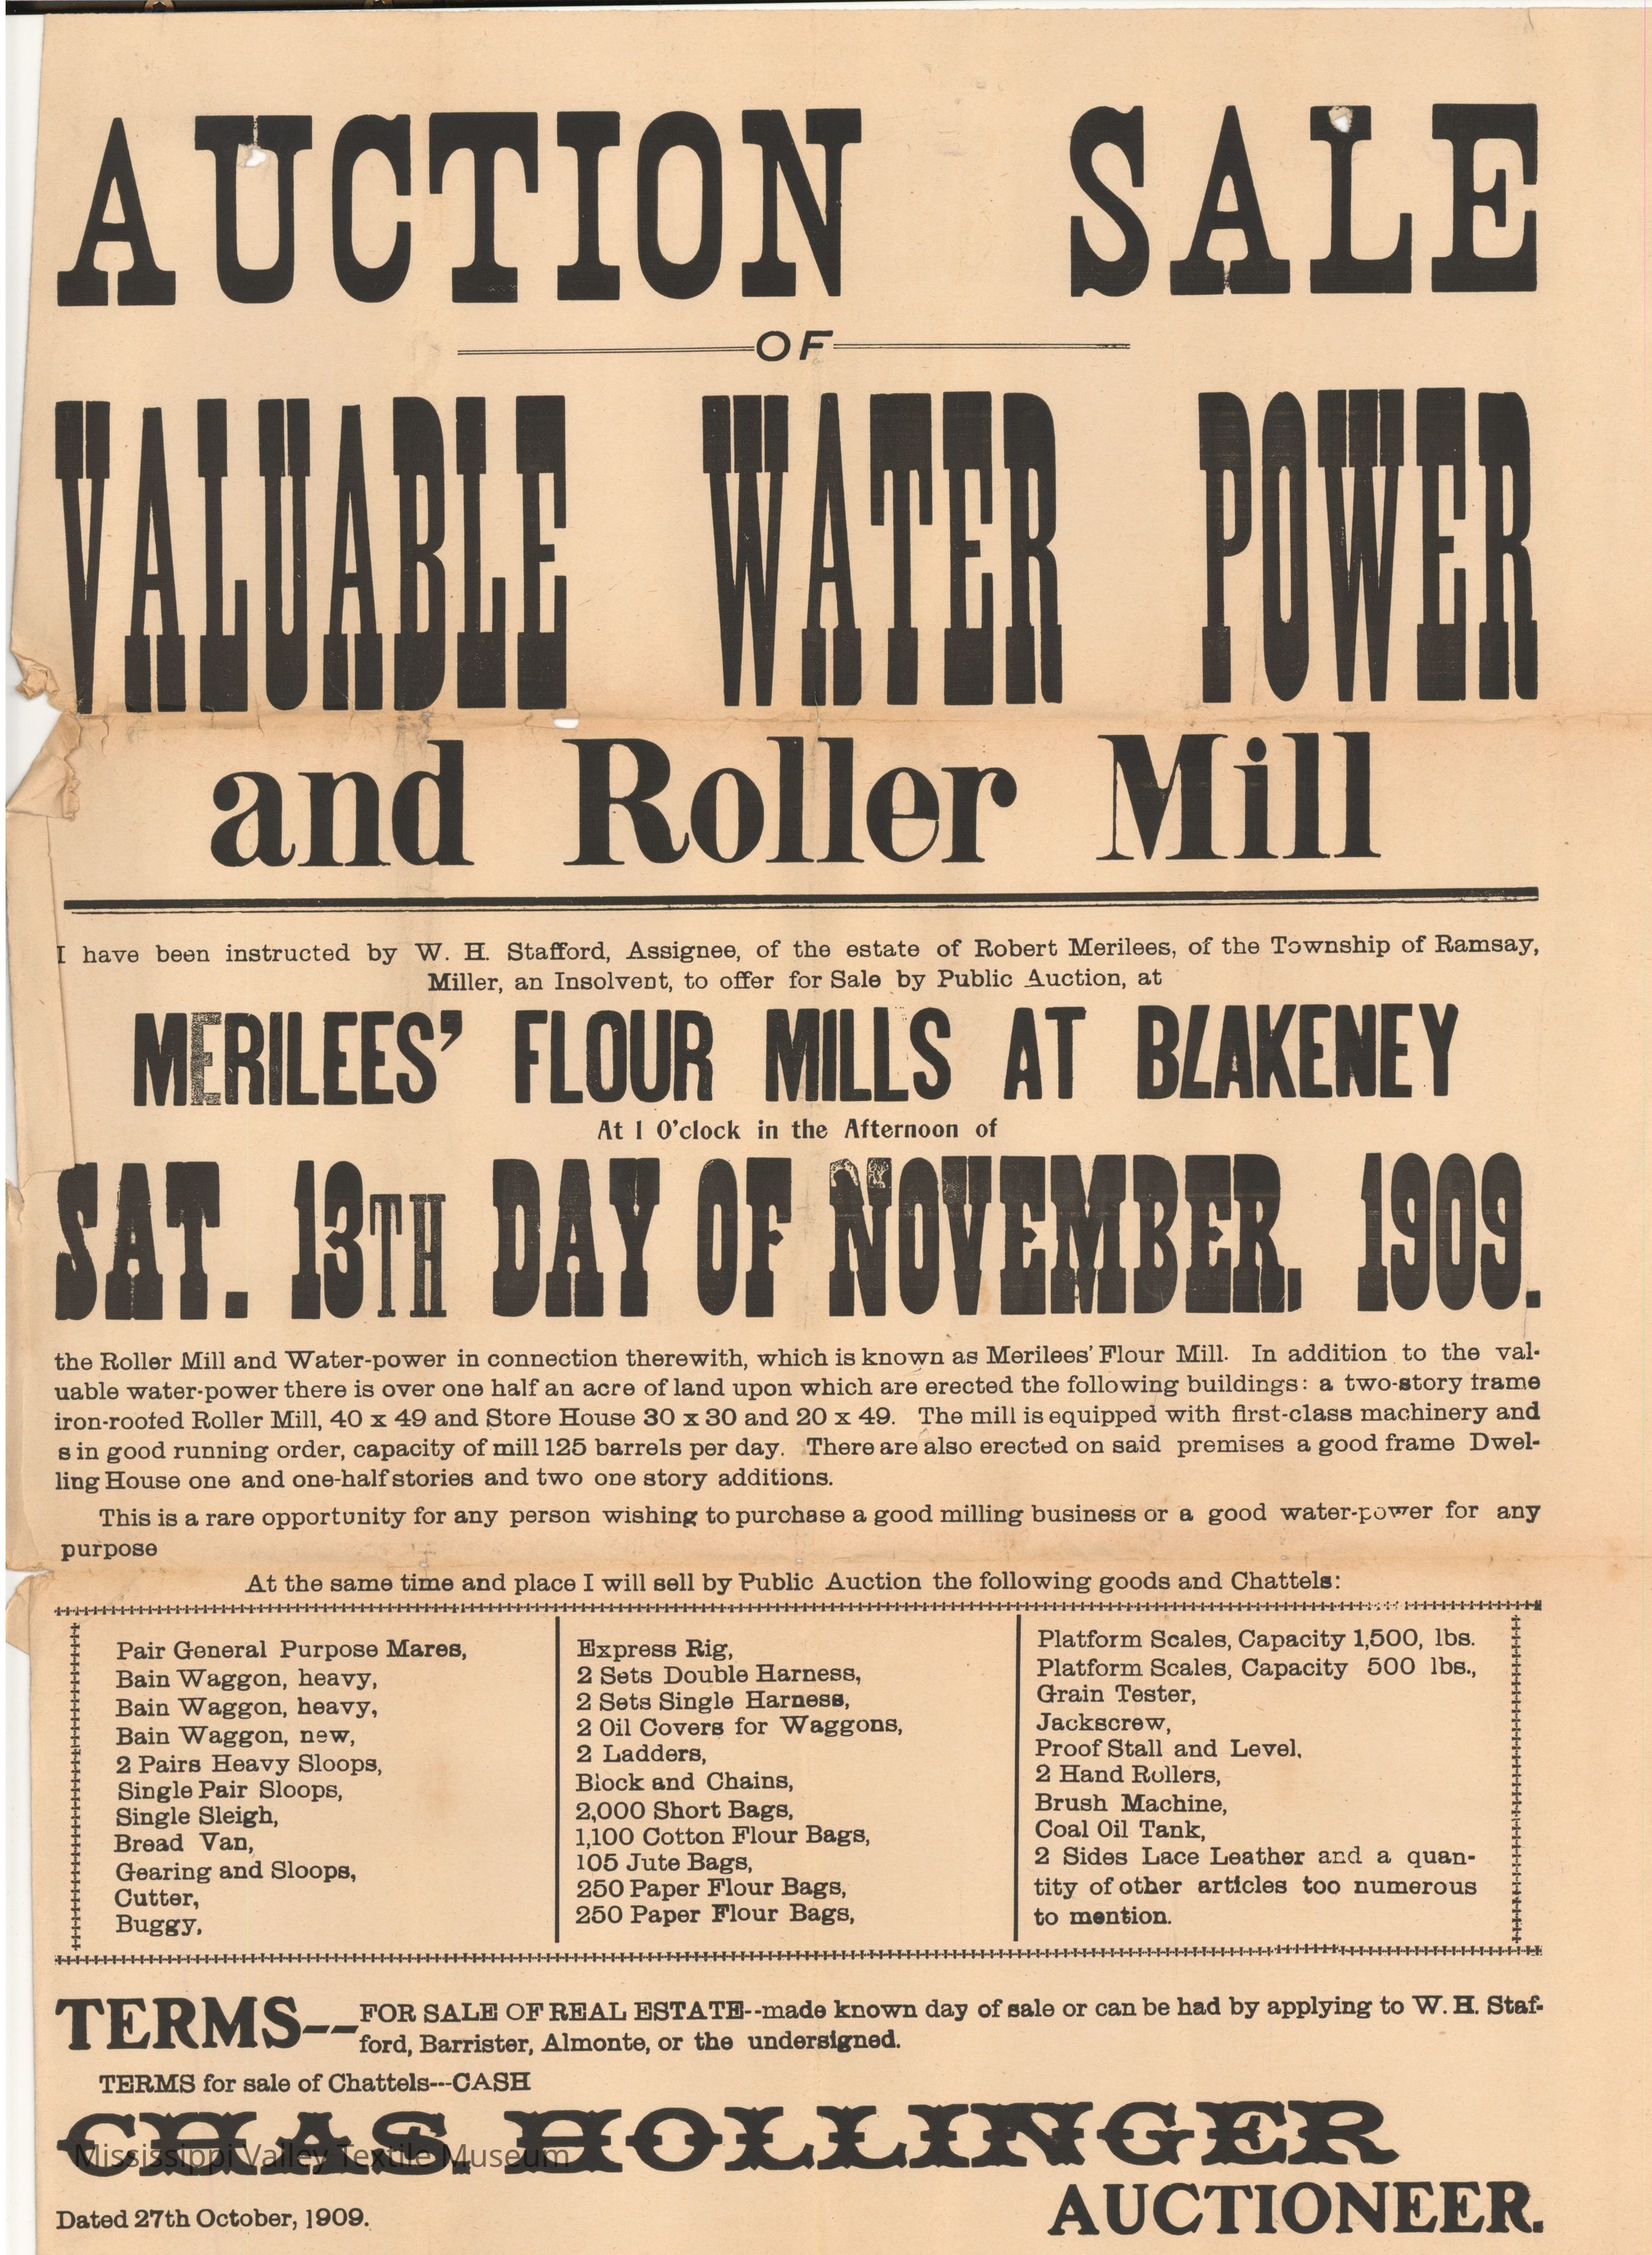 AUCTION SALE
OF
VALUABLE WATER POWER
and Roller Mill
I have been instructed by W. H. Stafford, Assignee, of the estate of Robert Merilees, of the Township of Ramsay,
Miller, an Insolvent, to offer for Sale by Public Auction, at
MERILEES' FLOUR MILLS AT BLAKENEY
At 1 O'clock in the Afternoon of
SAT. 13TH DAY OF NOVEMBER, 1909.
the Roller Mill and Water-power in connection therewith, which is known as Merilees' Flour Mill. In addition to the val-
uable water-power there is over one half an acre of land upon which are erected the following buildings: a two-story frame
iron-roofed Roller Mill, 40 x 49 and Store House 30 x 30 and 20 x 49. The mill is equipped with first-class machinery and
s in good running order, capacity of mill 125 barrels per day. There are also erected on said premises a good frame Dwel-
ling House one and one-half stories and two one story additions.
This is a rare opportunity for any person wishing to purchase a good milling business or a good water-power for any
purpose
At the same time and place I will sell by Public Auction the following goods and Chattels:
Pair General Purpose Mares,
Bain Waggon, heavy,
Bain Waggon, heavy,
Bain Waggon, new,
2 Pairs Heavy Sloops,
Single Pair Sloops,
Single Sleigh,
Bread Van,
Gearing and Sloops,
Cutter,
Buggy,
Express Rig,
2 Sets Double Harness,
2 Sets Single Harness,
2 Oil Covers for Waggons,
2 Ladders,
Block and Chains,
2,000 Short Bags,
1,100 Cotton Flour Bags,
105 Jute Bags,
250 Paper Flour Bags,
250 Paper Flour Bags,
Platform Scales, Capacity 1,500, lbs.
Platform Scales, Capacity 500 lbs.,
Grain Tester,
Jackscrew,
Proof Stall and Level,
2 Hand Rollers,
Brush Machine,
Coal Oil Tank,
2 Sides Lace Leather and a quan-
tity of other articles too numerous
to mention.
TERMS--FOR SALE OF REAL ESTATE--made known day of sale or can be had by applying to W. H. Staf-
ford, Barrister, Almonte, or the undersigned.
TERMS for sale of Chattels---CASH
CHAS. HOLLINGER
Mississippi Valley Textile Museum
AUCTIONEER.
Dated 27th October, 1909.